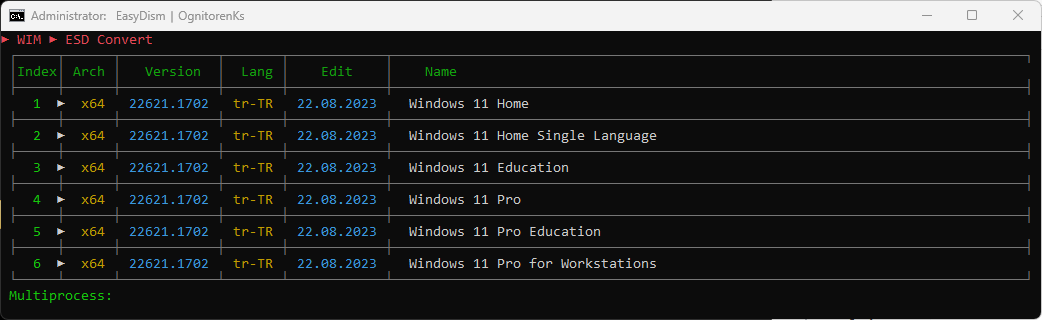 Administrator: EasyDism | OgnitorenKs
► WIM ► ESD Convert
Index Arch Version Lang Edit Name
1 ► x64 22621.1702 tr-TR 22.08.2023 Windows 11 Home
2 ► x64 22621.1702 tr-TR 22.08.2023 Windows 11 Home Single Language
3 ► x64 22621.1702 tr-TR 22.08.2023 Windows 11 Education
4 ► x64 22621.1702 tr-TR 22.08.2023 Windows 11 Pro
5 ► x64 22621.1702 tr-TR 22.08.2023 Windows 11 Pro Education
6 ► x64 22621.1702 tr-TR 22.08.2023 Windows 11 Pro for Workstations
Multiprocess: